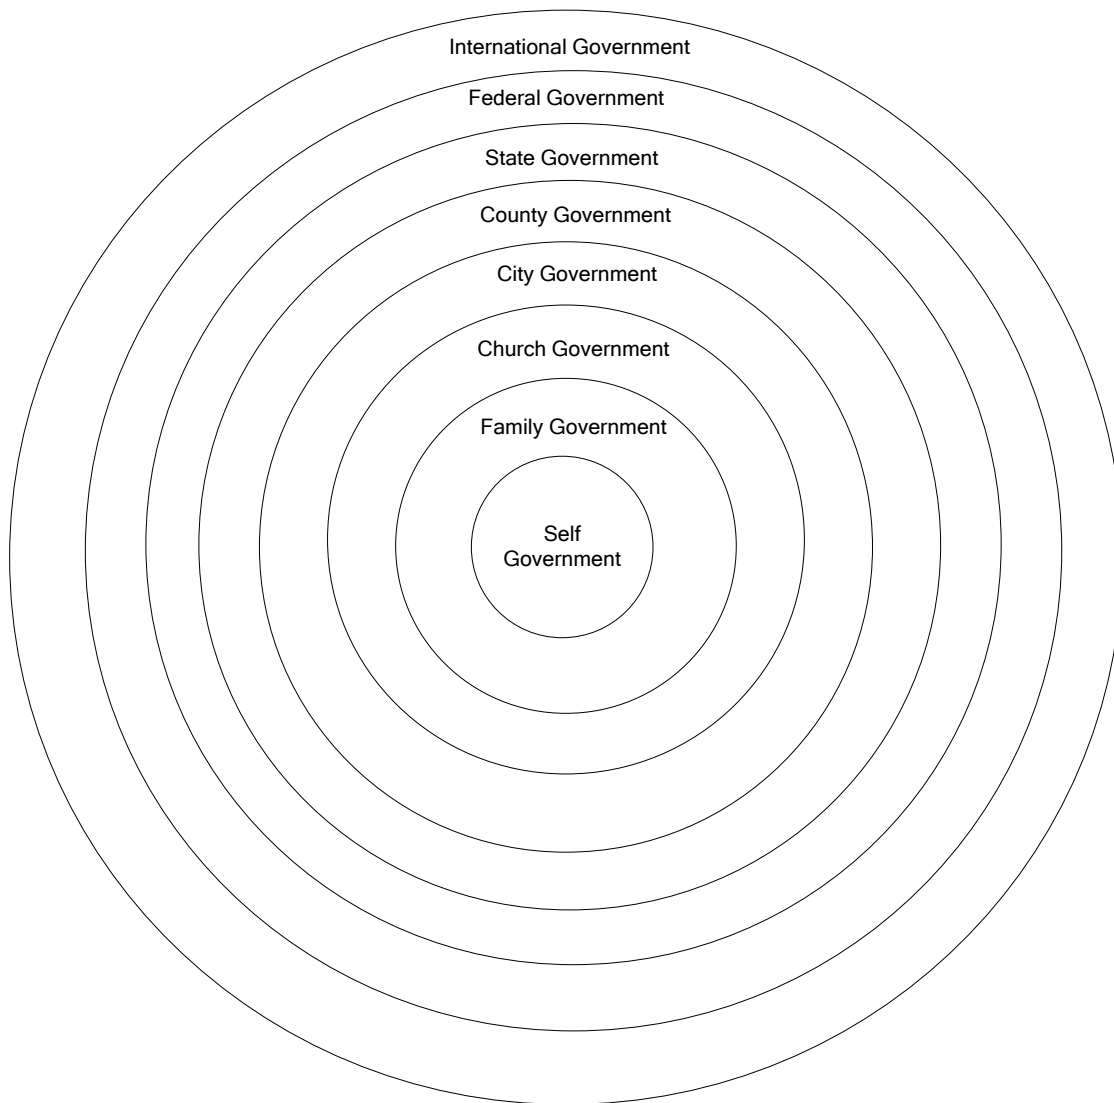 International Government
Federal Government
State Government
County Government
City Government
Church Government
Family Government
Self
Government